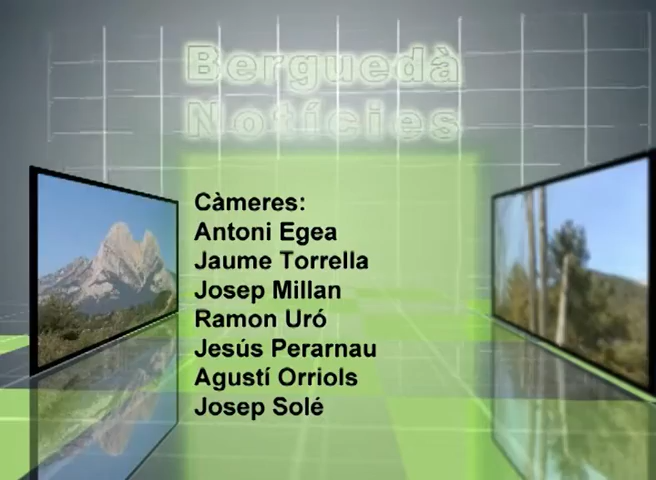 Berguedà
Notícies
Càmeres:
Antoni Egea
Jaume Torrella
Josep Millan
Ramon Uró
Jesús Perarnau
Agustí Orriols
Josep Solé